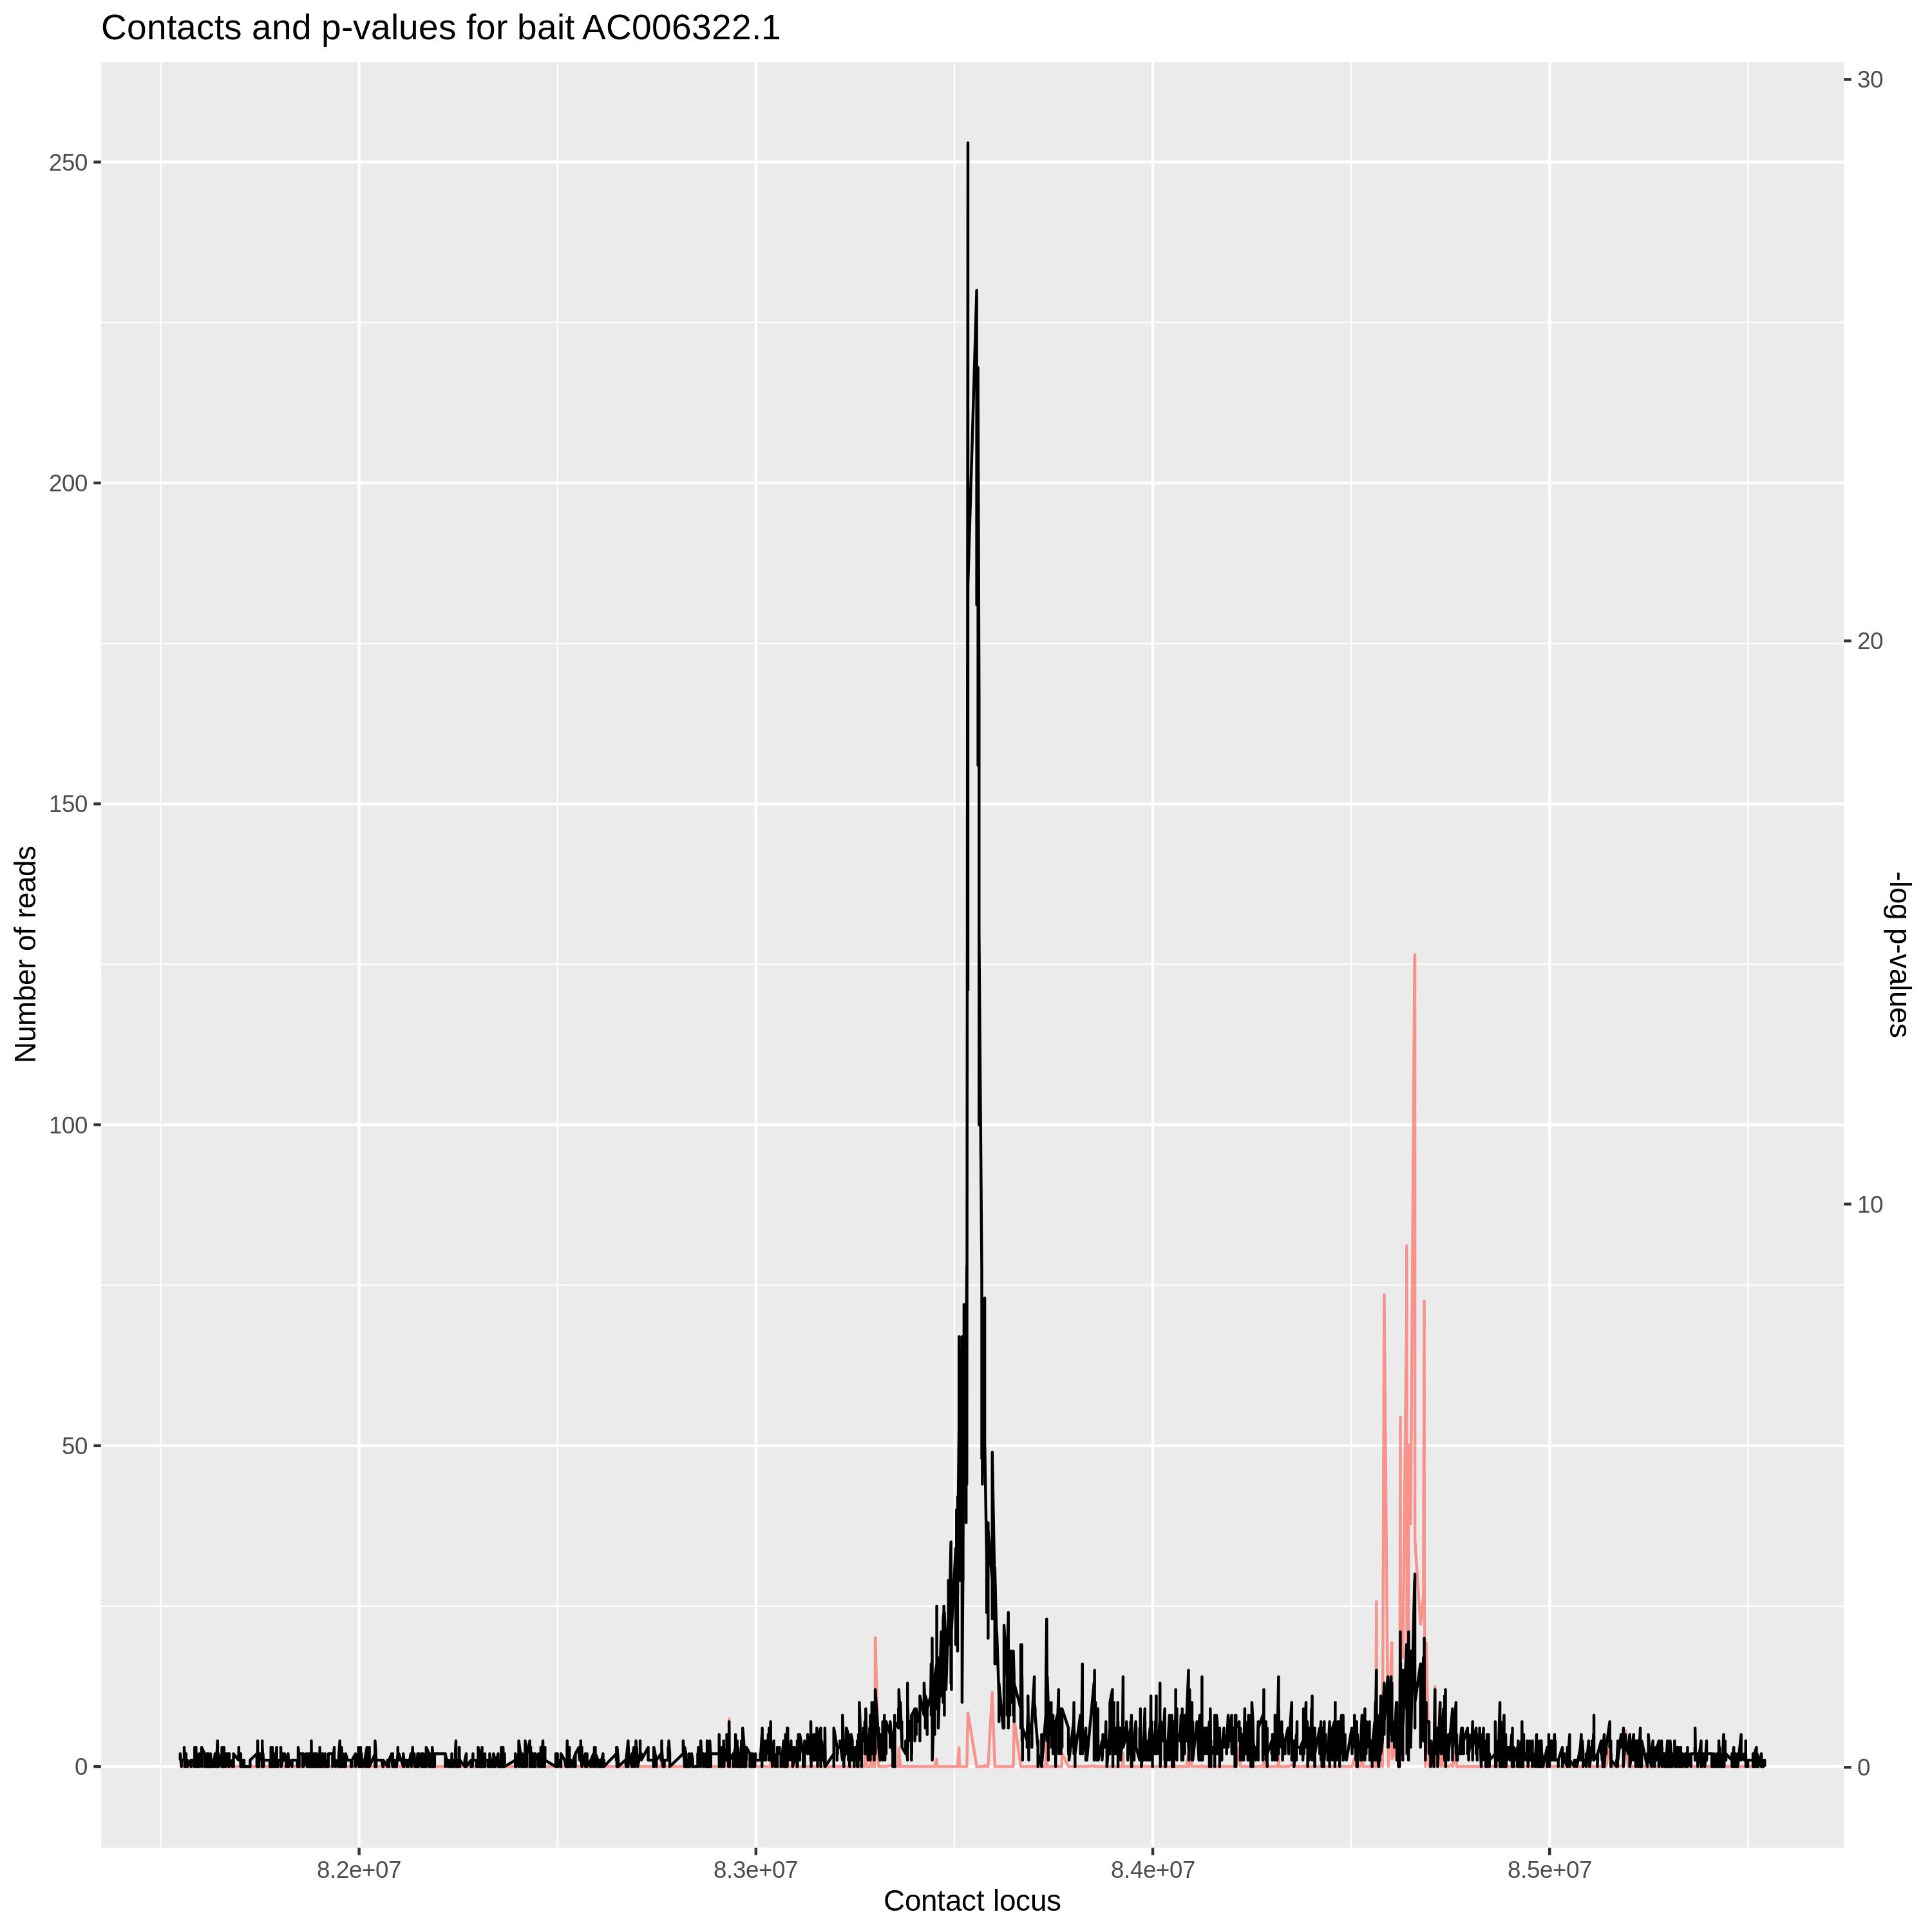 Contacts and p-values for bait AC006322.1
250
200
150
100
50
0
Number of reads
30
20
10
0
-log p-values
8.2e+07
8.3e+07
8.4e+07
8.5e+07
Contact locus